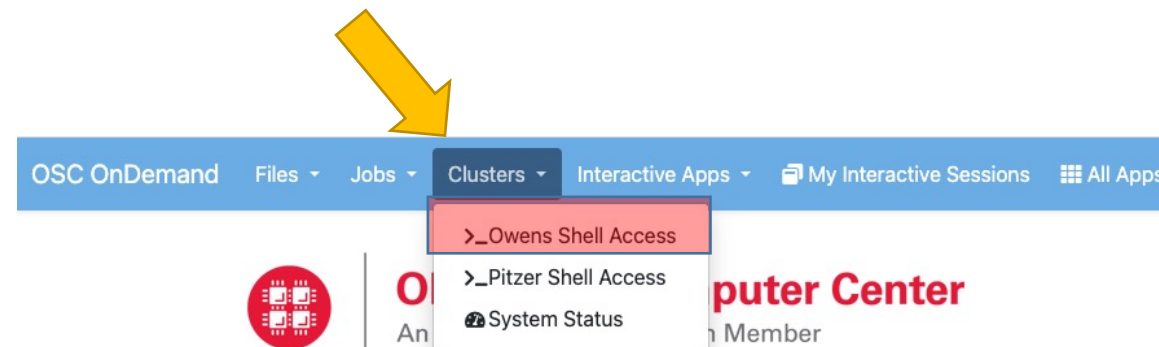 OSC OnDemand Files Jobs Clusters Interactive Apps My Interactive Sessions All Apps
>_Owens Shell Access
>_Pitzer Shell Access
System Status
puter Center
An Member